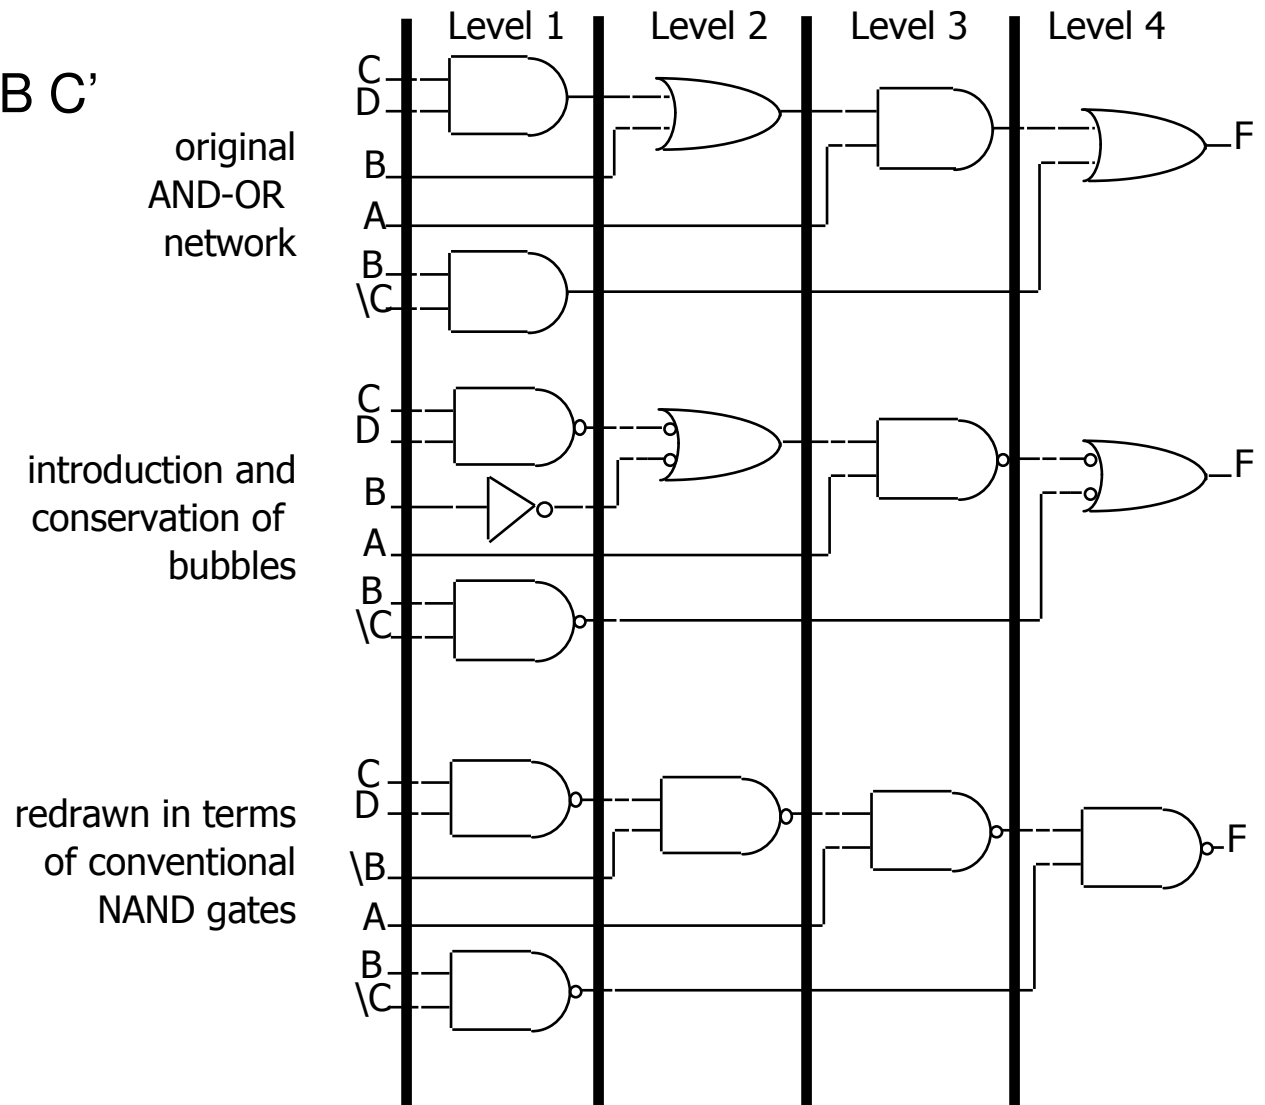 Level 1 Level 2 Level 3 Level 4
B C’
original
AND-OR
network
C
D
B
A
B
\C
F
introduction and
conservation of
bubbles
C
D
B
A
B
\C
F
redrawn in terms
of conventional
NAND gates
C
D
\B
A
B
\C
F